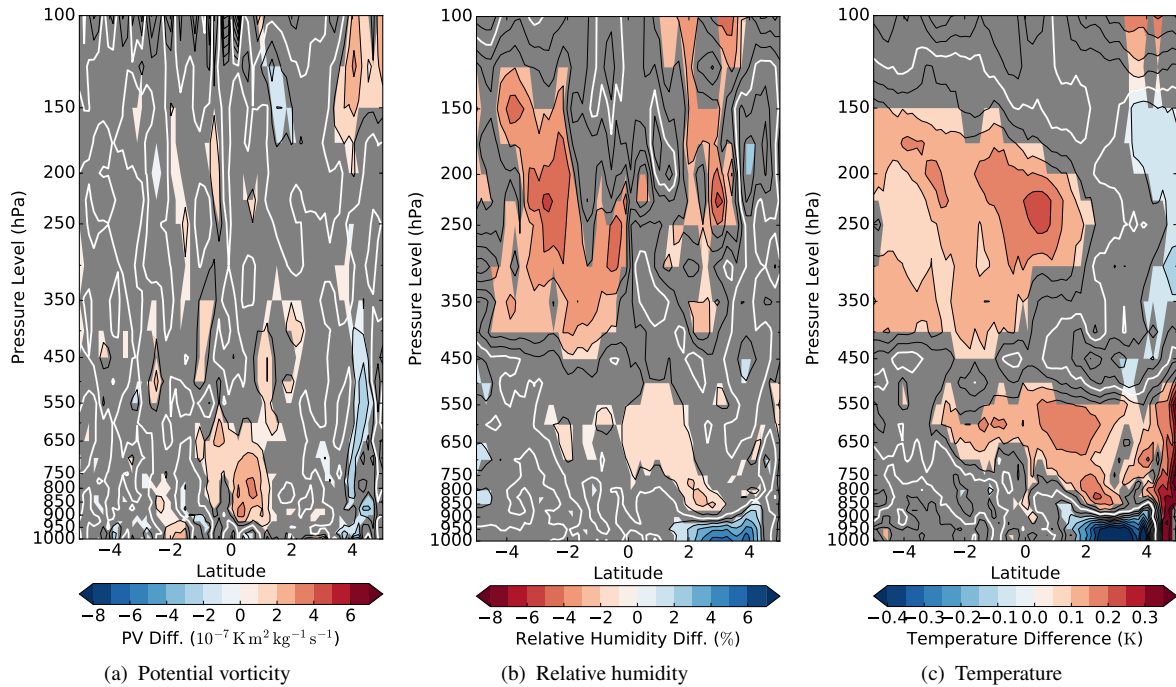 100
150
200
250
350
450
550
650
750
800
850
900
950
1000
Pressure Level (hPa)
−4 −2 0 2 4
Latitude
−8 −6 −4 −2 0 2 4 6
PV Diff. (10⁻⁷ K m² kg⁻¹ s⁻¹)
(a) Potential vorticity
100
150
200
250
350
450
550
650
750
800
850
900
950
1000
Pressure Level (hPa)
−4 −2 0 2 4
Latitude
−8 −6 −4 −2 0 2 4 6
Relative Humidity Diff. (%)
(b) Relative humidity
100
150
200
250
350
450
550
650
750
800
850
900
950
1000
Pressure Level (hPa)
−4 −2 0 2 4
Latitude
−0.4−0.3−0.2−0.1 0.0 0.1 0.2 0.3
Temperature Difference (K)
(c) Temperature